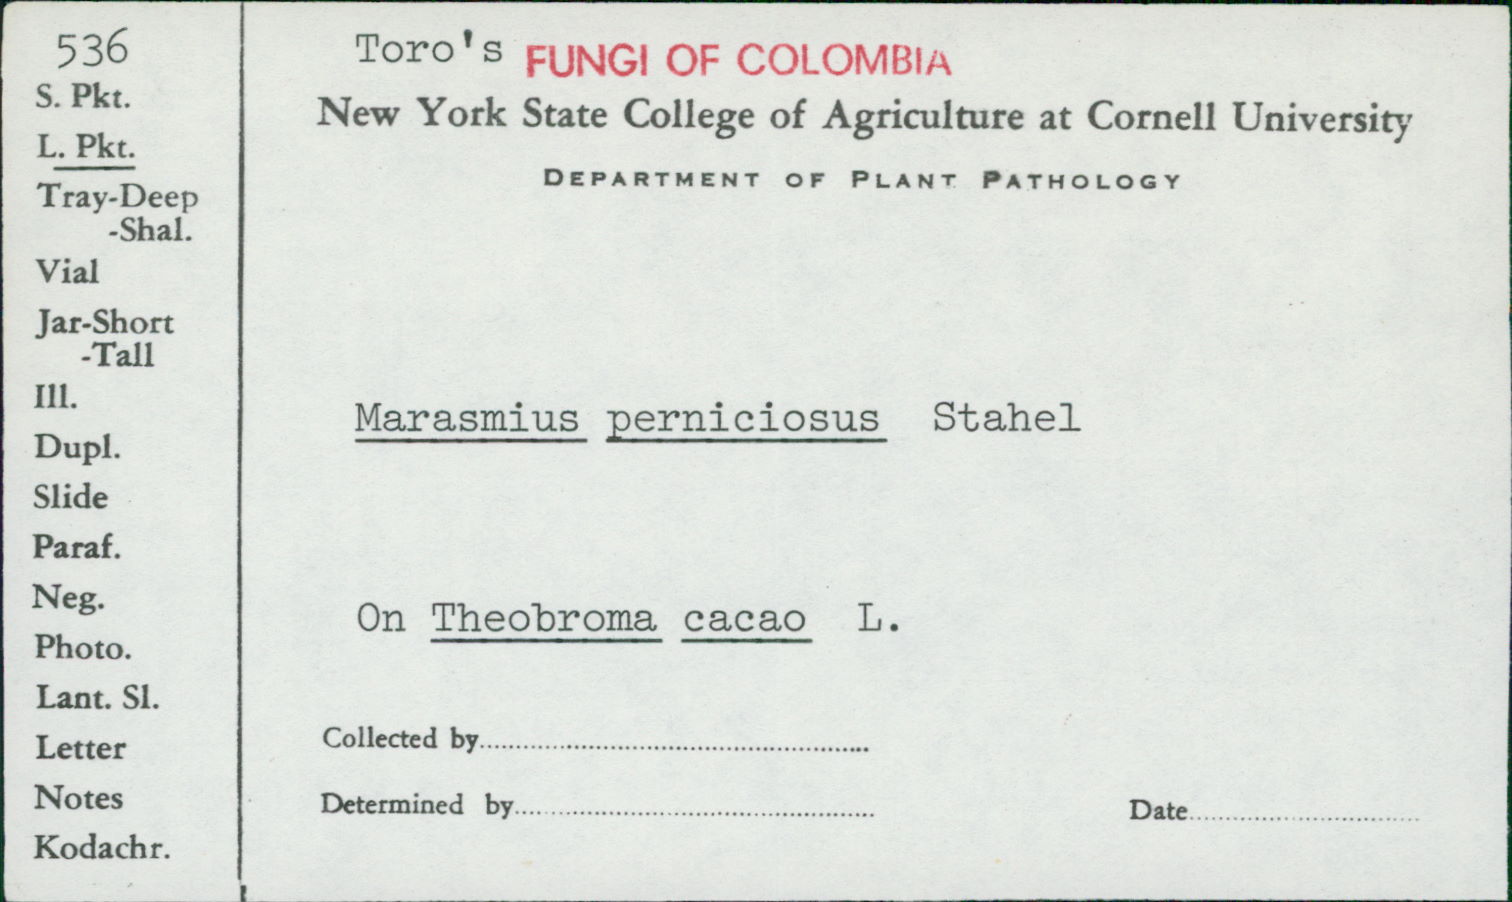 536
S. Pkt.
L. Pkt.
Tray-Deep
-Shal.
Vial
Jar-Short
-Tall
Ill.
Dupl.
Slide
Paraf.
Neg.
Photo.
Lant. Sl.
Letter
Notes
Kodachr.
Toro's FUNGI OF COLOMBIA
New York State College of Agriculture at Cornell University
DEPARTMENT OF PLANT PATHOLOGY
Marasmius perniciosus Stahel
On Theobroma cacao L.
Collected by
Determined by
Date